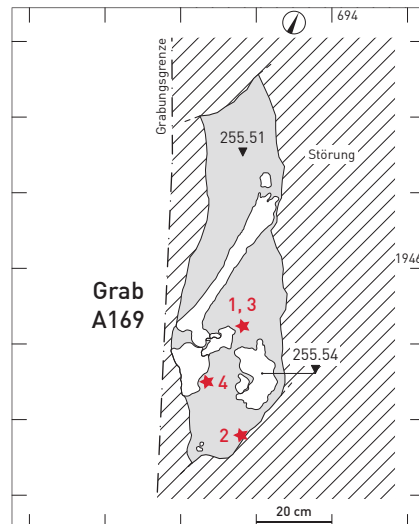 694
Grabungsgrenze
255.51
Störung
1946
Grab
A169
1, 3
255.54
4
2
20 cm